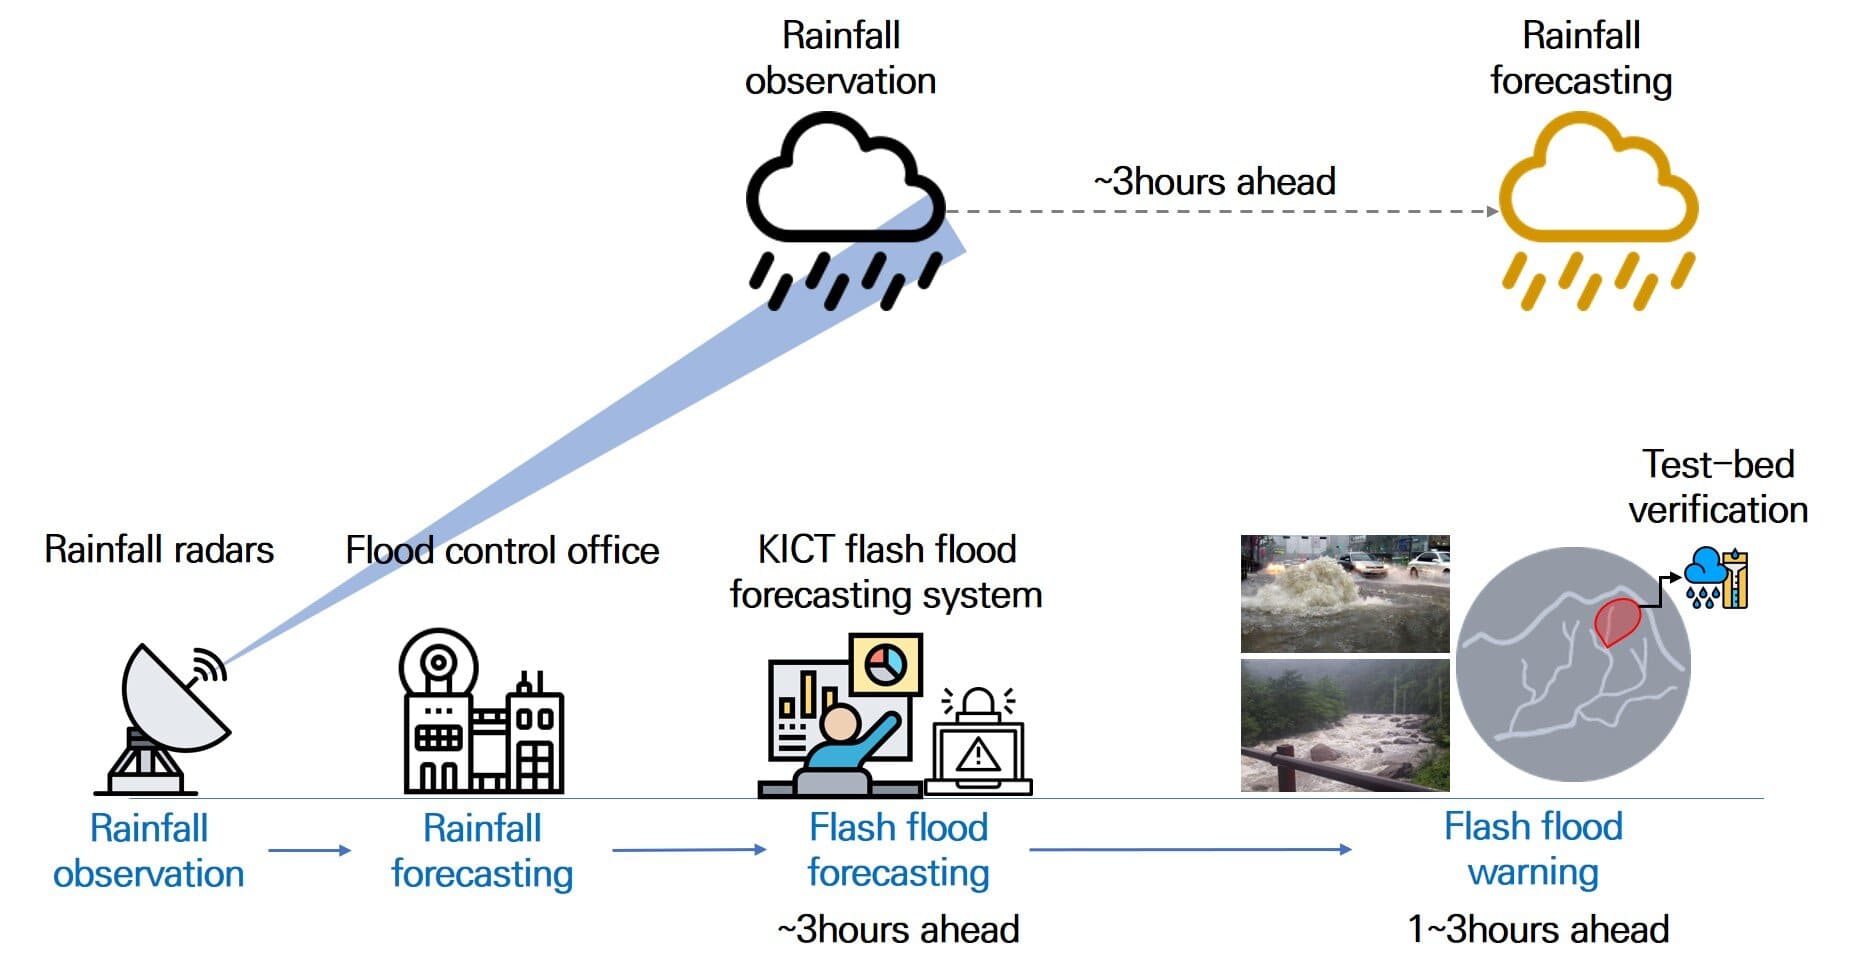 Rainfall
observation
Rainfall
forecasting
~3hours ahead
Test-bed
verification
Rainfall radars
Flood control office
KICT flash flood
forecasting system
Rainfall
observation
Rainfall
forecasting
Flash flood
forecasting
~3hours ahead
Flash flood
warning
1~3hours ahead